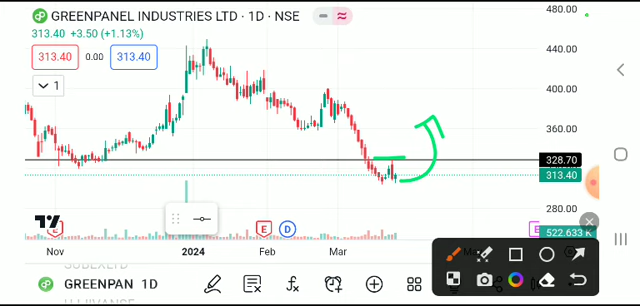 GREENPANEL INDUSTRIES LTD · 1D · NSE
480.00
313.40 +3.50 (+1.13%)
313.40 0.00 313.40
440.00
400.00
1
360.00
328.70
313.40
280.00
E E D E
522.633 K
Nov 2024 Feb Mar
SUBEXLTD
GREENPAN 1D